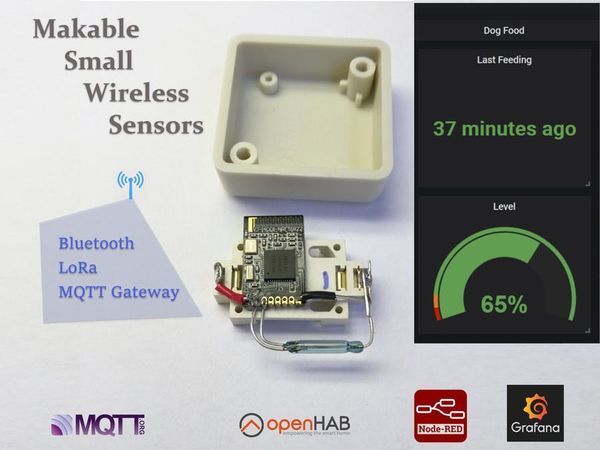 Makable
Small
Wireless
Sensors
Bluetooth
LoRa
MQTT Gateway
Dog Food
Last Feeding
37 minutes ago
Level
65%
MQTT.ORG
openHAB
empowering the smart home
Node-RED
Grafana